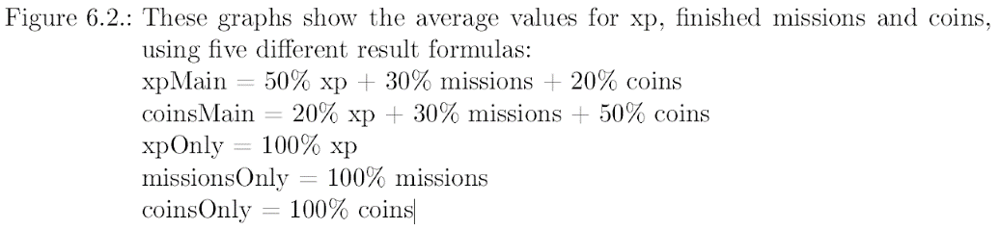 Figure 6.2.: These graphs show the average values for xp, finished missions and coins,
using five different result formulas:
xpMain = 50% xp + 30% missions + 20% coins
coinsMain = 20% xp + 30% missions + 50% coins
xpOnly = 100% xp
missionsOnly = 100% missions
coinsOnly = 100% coins